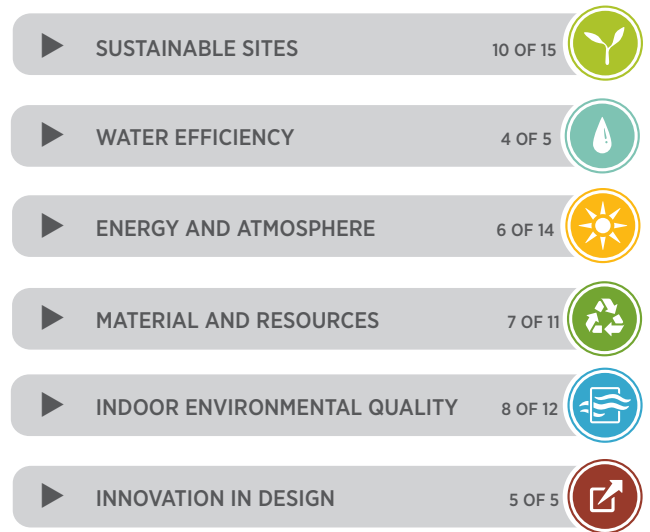 SUSTAINABLE SITES 10 OF 15
WATER EFFICIENCY 4 OF 5
ENERGY AND ATMOSPHERE 6 OF 14
MATERIAL AND RESOURCES 7 OF 11
INDOOR ENVIRONMENTAL QUALITY 8 OF 12
INNOVATION IN DESIGN 5 OF 5